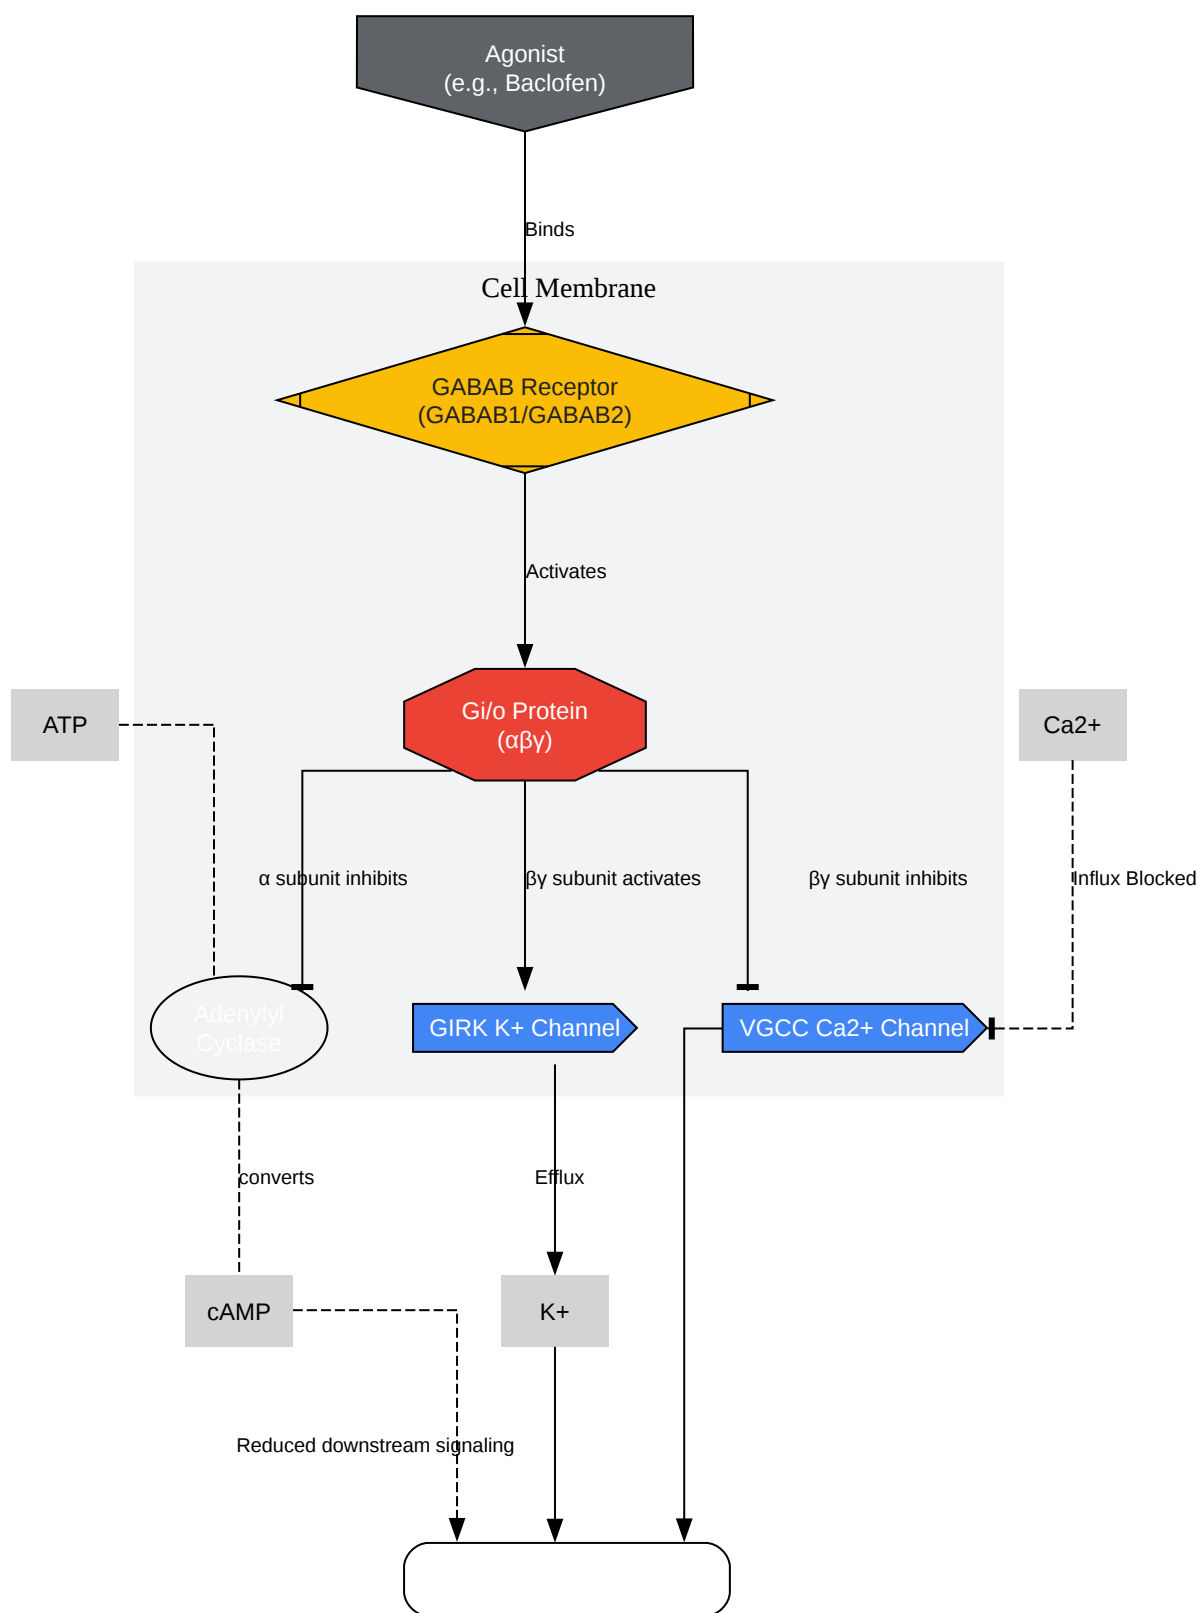 Agonist
(e.g., Baclofen)
Binds
Cell Membrane
GABAB Receptor
(GABAB1/GABAB2)
Activates
ATP
Gi/o Protein
(αβγ)
Ca2+
α subunit inhibits
βγ subunit activates
βγ subunit inhibits
Influx Blocked
Adenylyl
Cyclase
GIRK K+ Channel
VGCC Ca2+ Channel
converts
Efflux
cAMP
K+
Reduced downstream signaling